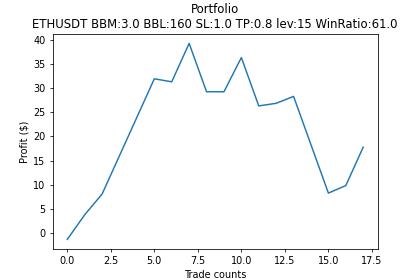 Portfolio
ETHUSDT BBM:3.0 BBL:160 SL:1.0 TP:0.8 lev:15 WinRatio:61.0
40
35
30
25
20
15
10
5
0
Profit ($)
0.0 2.5 5.0 7.5 10.0 12.5 15.0 17.5
Trade counts